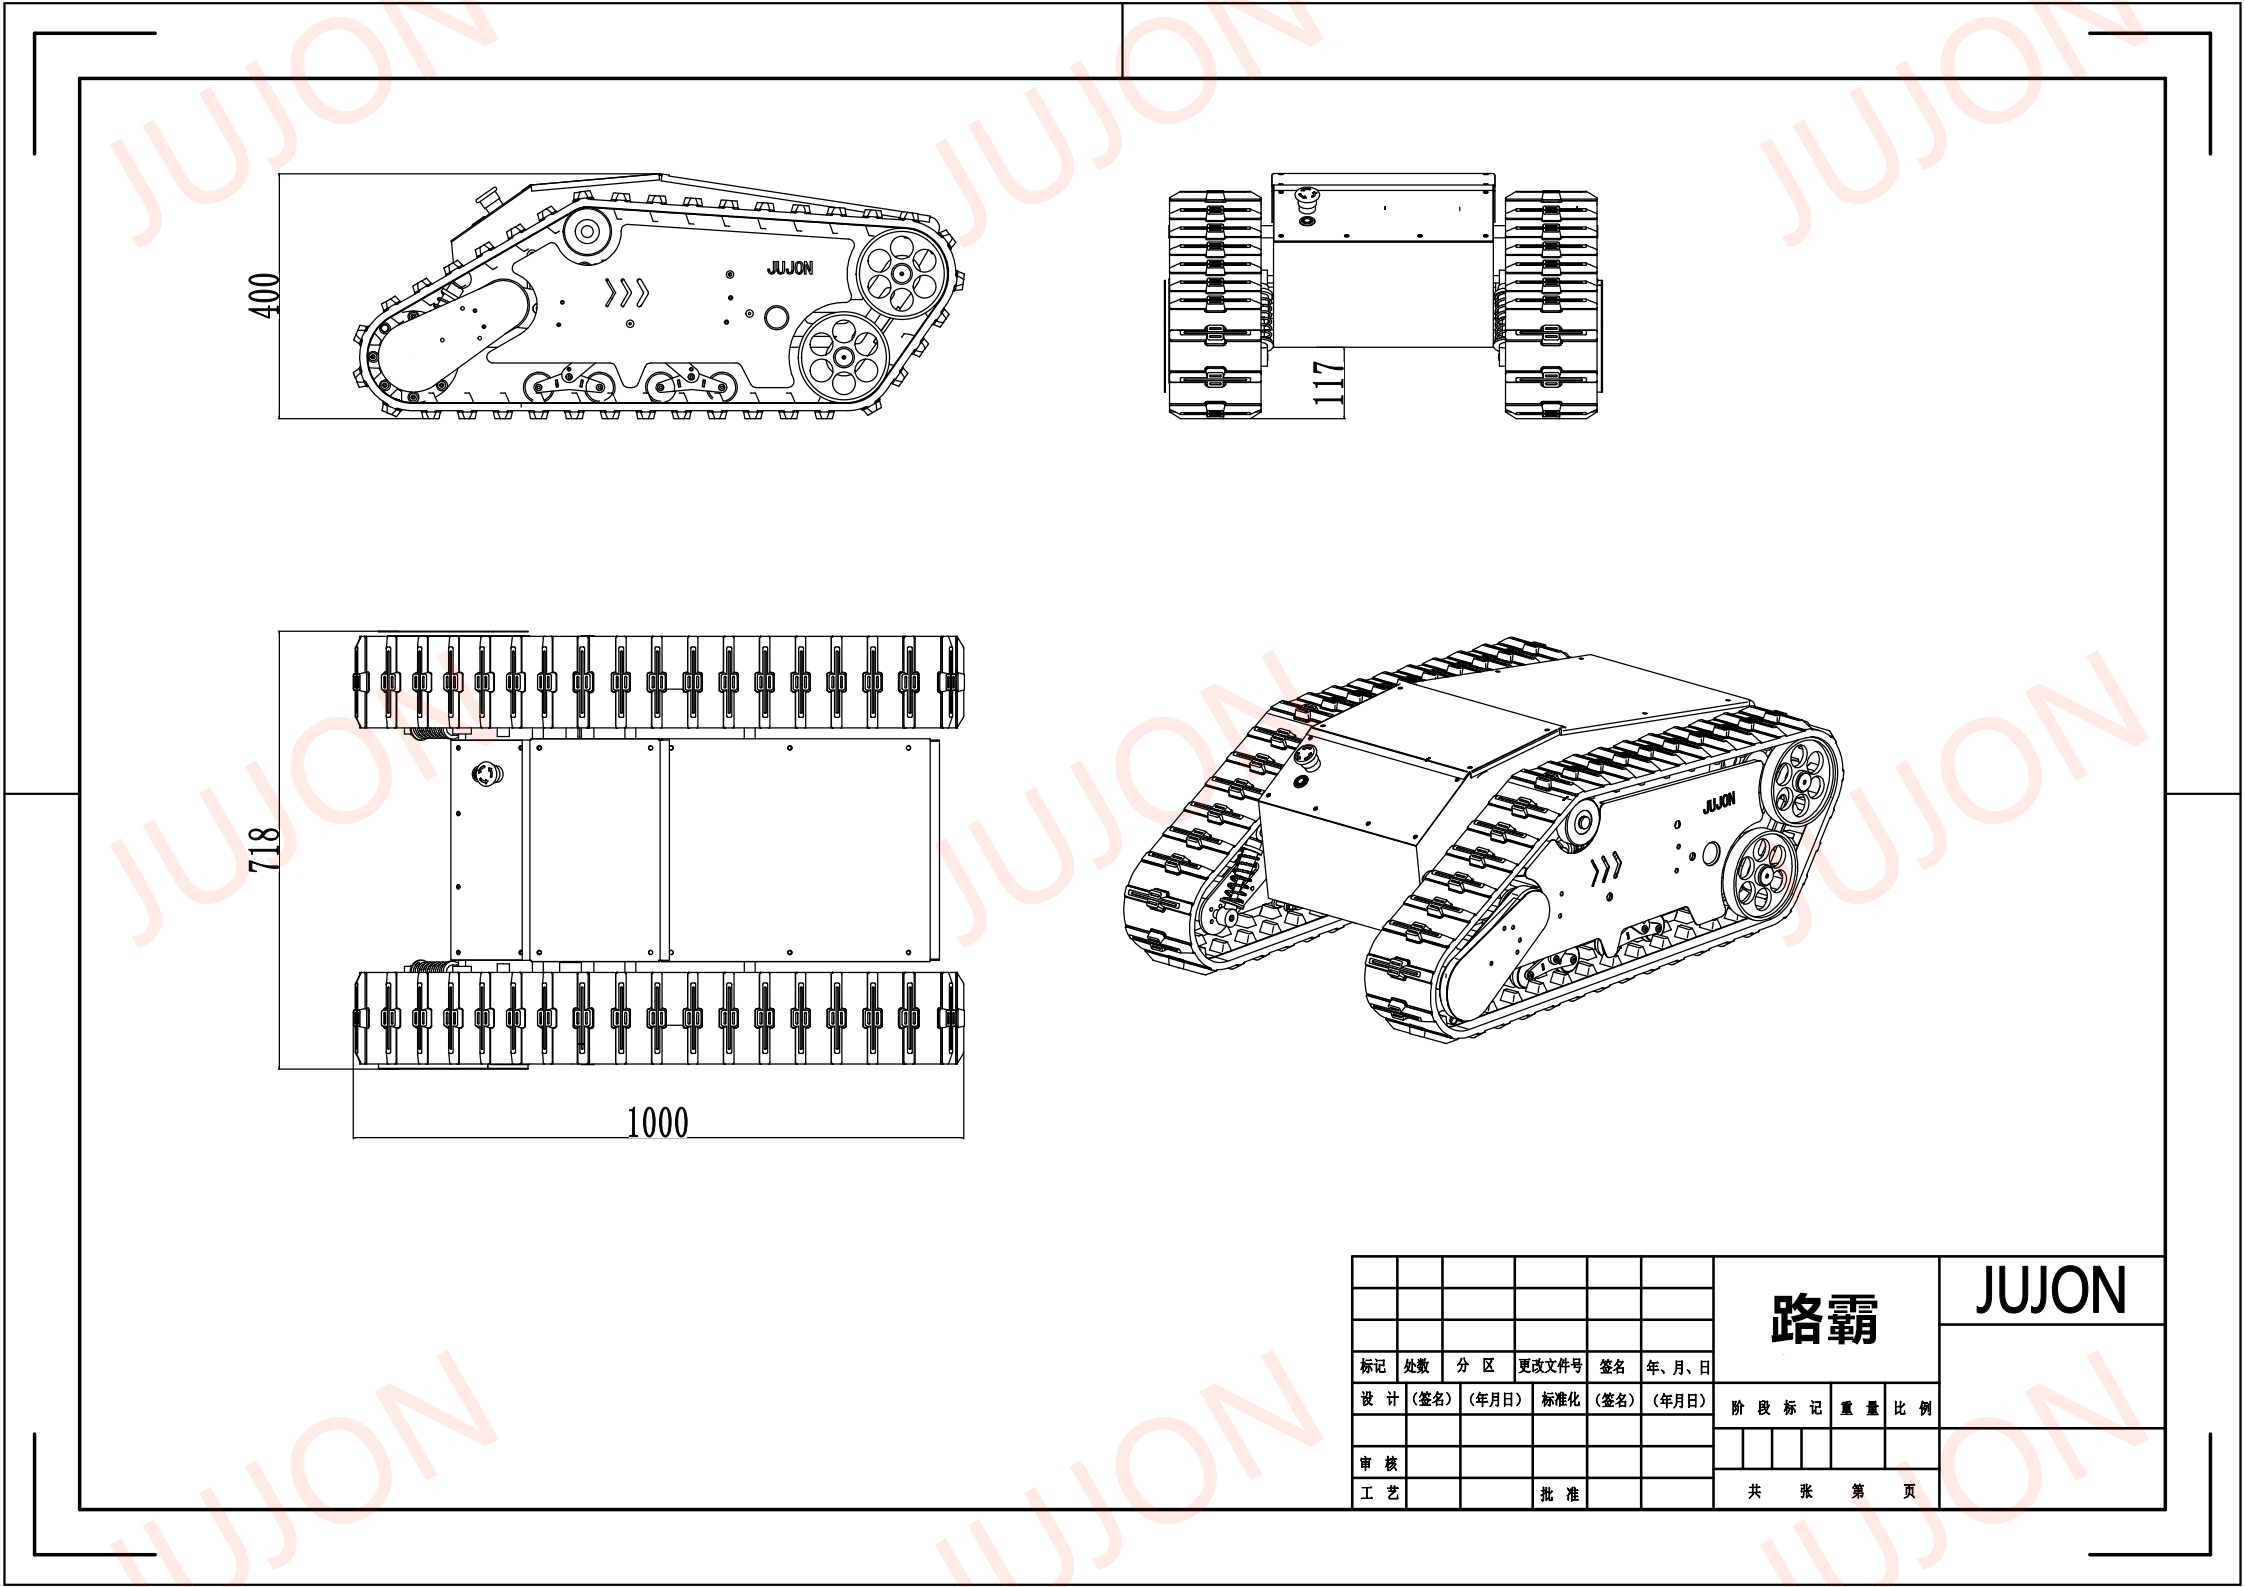 JUJON
JUJON
JUJON
400
JUJON
117
718
1000
JUJON
JUJON
JUJON
JUJON
路霸
JUJON
标记 处数 分 区 更改文件号 签名 年、月、日
设 计 (签名) (年月日) 标准化 (签名) (年月日)
阶 段 标 记 重 量 比 例
审 核
工 艺 批 准
共 张 第 页
JUJON
JUJON
JUJON